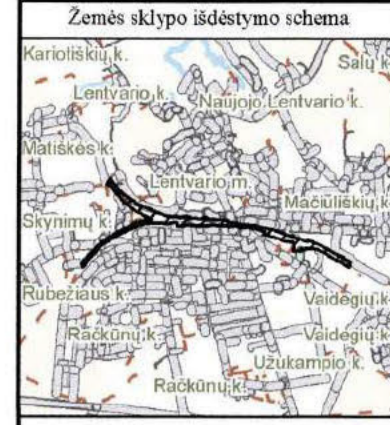 Žemės sklypo išdėstymo schema
Kariotiškių k.
Salų k
Lentvario k.
Naujojo Lentvario k.
Matiškės k.
Lentvario m.
Mačiuliškių k
Skynimų k.
Rubežiaus k.
Vaidegių k
Račkūnų k.
Vaidegių k
Užukampio k.
Račkūnų k.